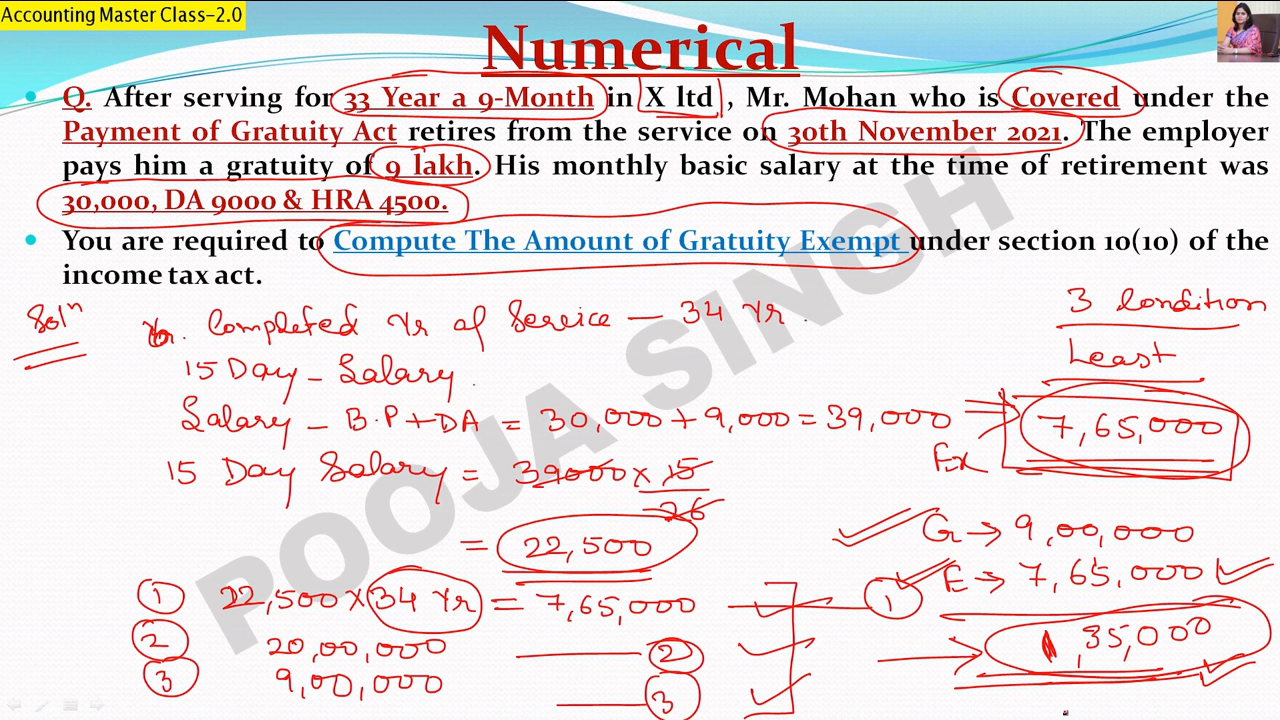 Accounting Master Class–2.0
Numerical
Q. After serving for 33 Year a 9-Month in X ltd , Mr. Mohan who is Covered under the
Payment of Gratuity Act retires from the service on 30th November 2021. The employer
pays him a gratuity of 9 lakh. His monthly basic salary at the time of retirement was
30,000, DA 9000 & HRA 4500.
You are required to Compute The Amount of Gratuity Exempt under section 10(10) of the
income tax act.
POOJA SINGH
Solⁿ
Completed Yr of Service — 34 Yr.
15 Day – Salary.
Salary – B.P + DA = 30,000 + 9,000 = 39,000
15 Day Salary = 39000 × 15
26
= 22,500
① 22,500 × 34 Yr = 7,65,000
② 20,00,000
③ 9,00,000
3 Condition
Least
7,65,000
Ex
G → 9,00,000
① E → 7,65,000
② 1,35,000
③